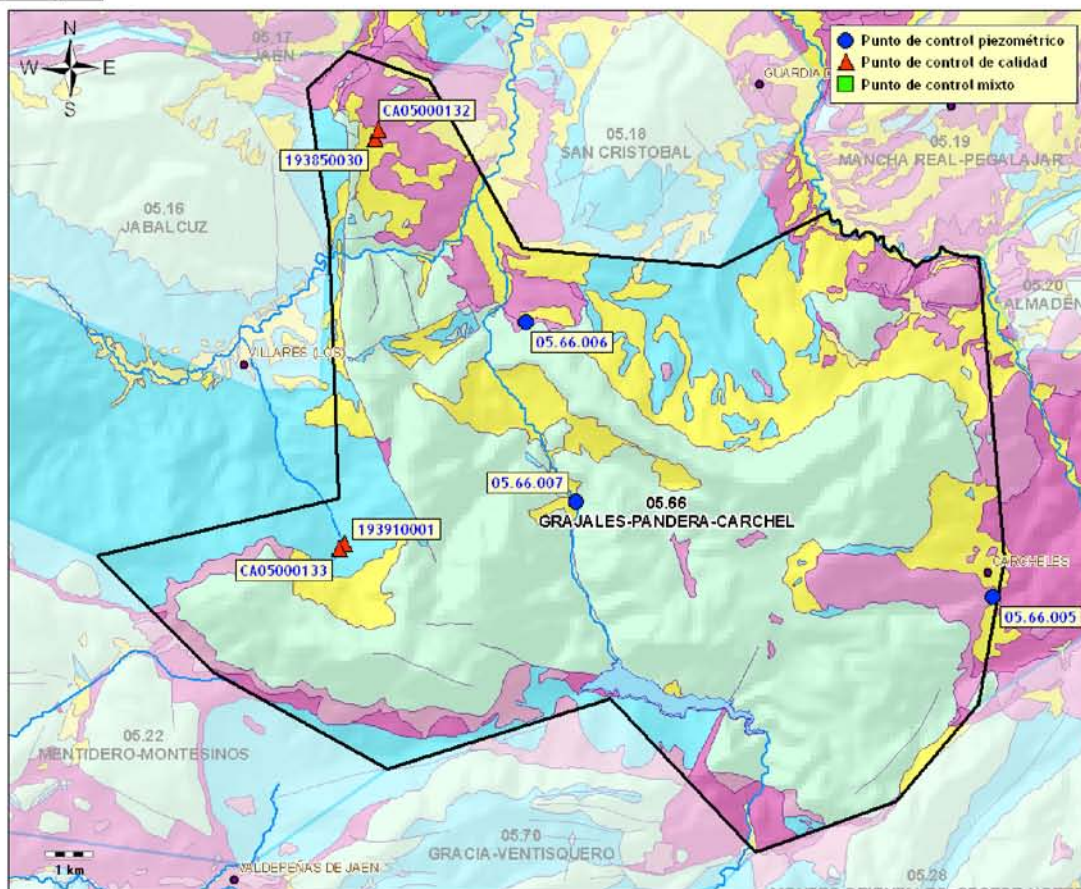 N
W E
S
05.17
JAEN
Punto de control piezométrico
Punto de control de calidad
Punto de control mixto
GUARDIA D
CA05000132
193850030
05.18
SAN CRISTOBAL
05.19
MANCHA REAL-PEGALAJAR
05.16
JABALCUZ
05.20
ALMADÉN
VILLARES (LOS)
05.66.006
05.66.007
05.66
GRAJALES-PANDERA-CARCHEL
193910001
CA05000133
CARCHELES
05.66.005
05.22
MENTIDERO-MONTESINOS
05.70
GRACIA-VENTISQUERO
1 km
VALDEPEÑAS DE JAEN
05.28